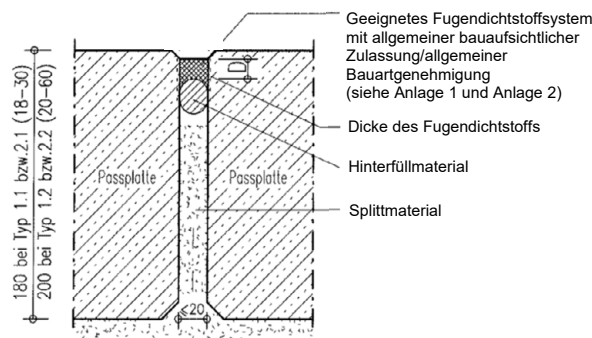 Geeignetes Fugendichtstoffsystem
mit allgemeiner bauaufsichtlicher
Zulassung/allgemeiner
Bauartgenehmigung
(siehe Anlage 1 und Anlage 2)
D
Dicke des Fugendichtstoffs
Hinterfüllmaterial
Splittmaterial
Passplatte
Passplatte
180 bei Typ 1.1 bzw.2.1 (18-30)
200 bei Typ 1.2 bzw.2.2 (20-60)
≤20